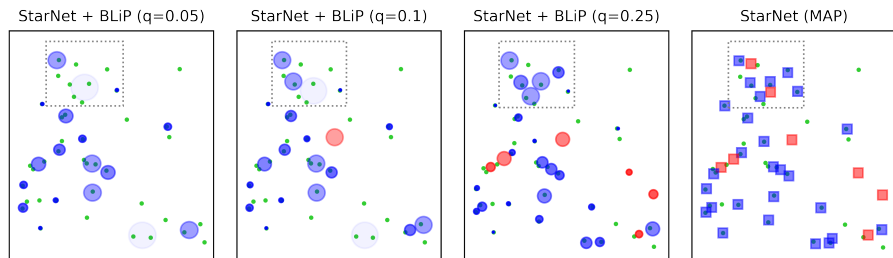 StarNet + BLiP (q=0.05)
StarNet + BLiP (q=0.1)
StarNet + BLiP (q=0.25)
StarNet (MAP)